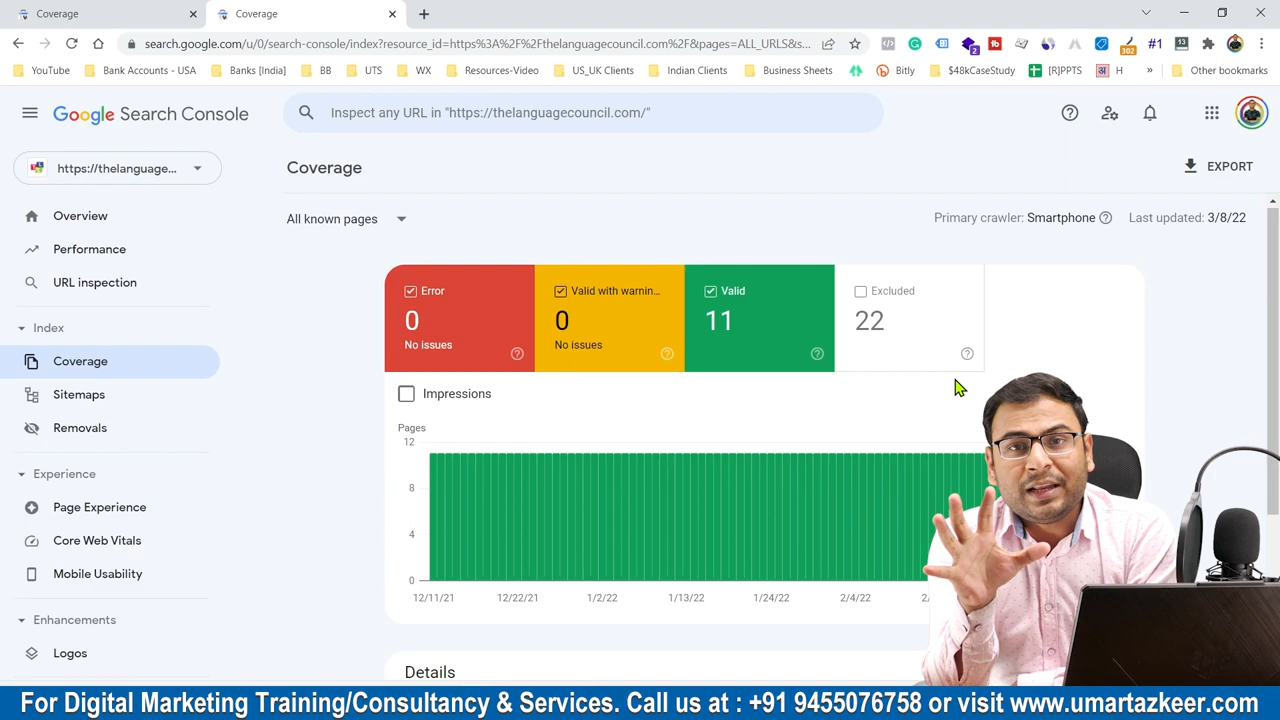 Coverage
Coverage
search.google.com/u/0/search-console/index?resource_id=https%3A%2F%2Fthelanguagecouncil.com%2F&pages=ALL_URLS&s...
302
#1
13
2
YouTube
Bank Accounts - USA
Banks [India]
BR
UTS
WX
Resources-Video
US_UK Clients
Indian Clients
Business Sheets
Bitly
$48kCaseStudy
[R]PPTS
H
»
Other bookmarks
Google Search Console
Inspect any URL in "https://thelanguagecouncil.com/"
https://thelanguage...
Coverage
EXPORT
Overview
Performance
URL inspection
Index
Coverage
Sitemaps
Removals
Experience
Page Experience
Core Web Vitals
Mobile Usability
Enhancements
Logos
All known pages
Primary crawler: Smartphone
Last updated: 3/8/22
Error
0
No issues
Valid with warnin...
0
No issues
Valid
11
Excluded
22
Impressions
Pages
12
8
4
0
12/11/21
12/22/21
1/2/22
1/13/22
1/24/22
2/4/22
Details
For Digital Marketing Training/Consultancy & Services. Call us at : +91 9455076758 or visit www.umartazkeer.com